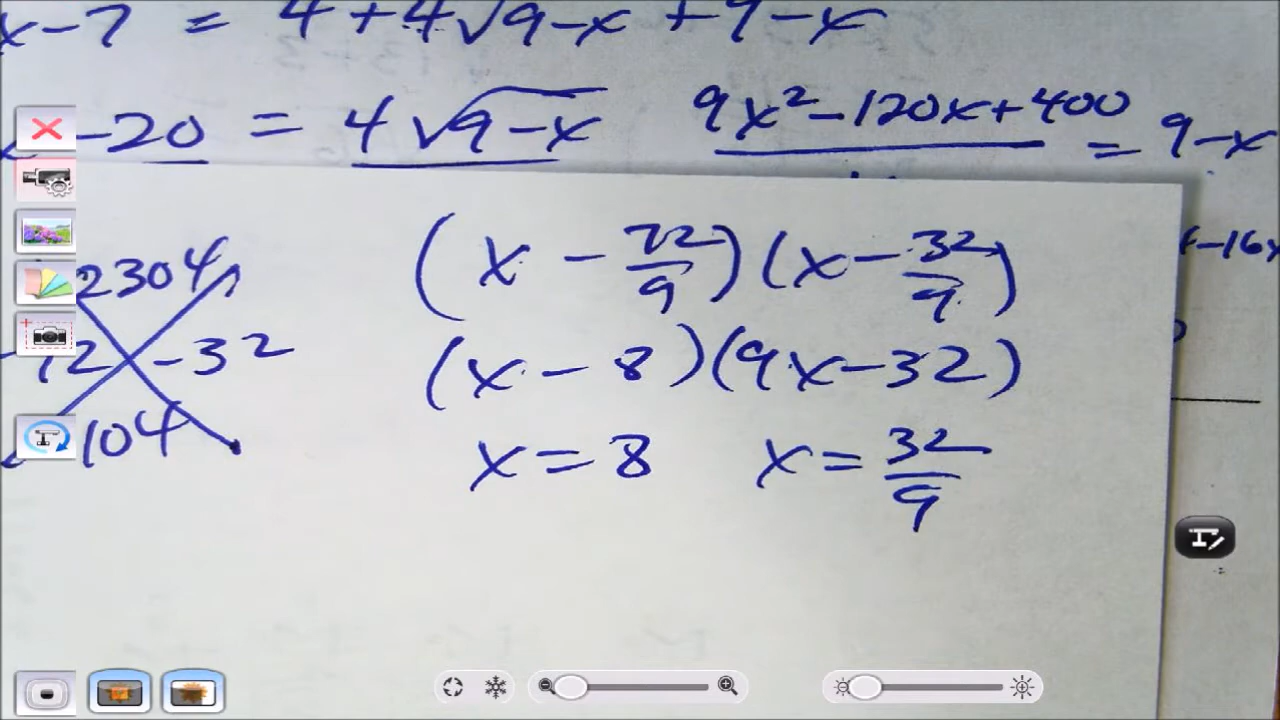 x-7 = 4+4√9-x +9-x
-20 = 4√9-x
9x²-120x+400 = 9-x
2304
-72 -32
104
(x - 72/9)(x - 32/9)
-16x
(x - 8)(9x-32)
x = 8 x = 32/9